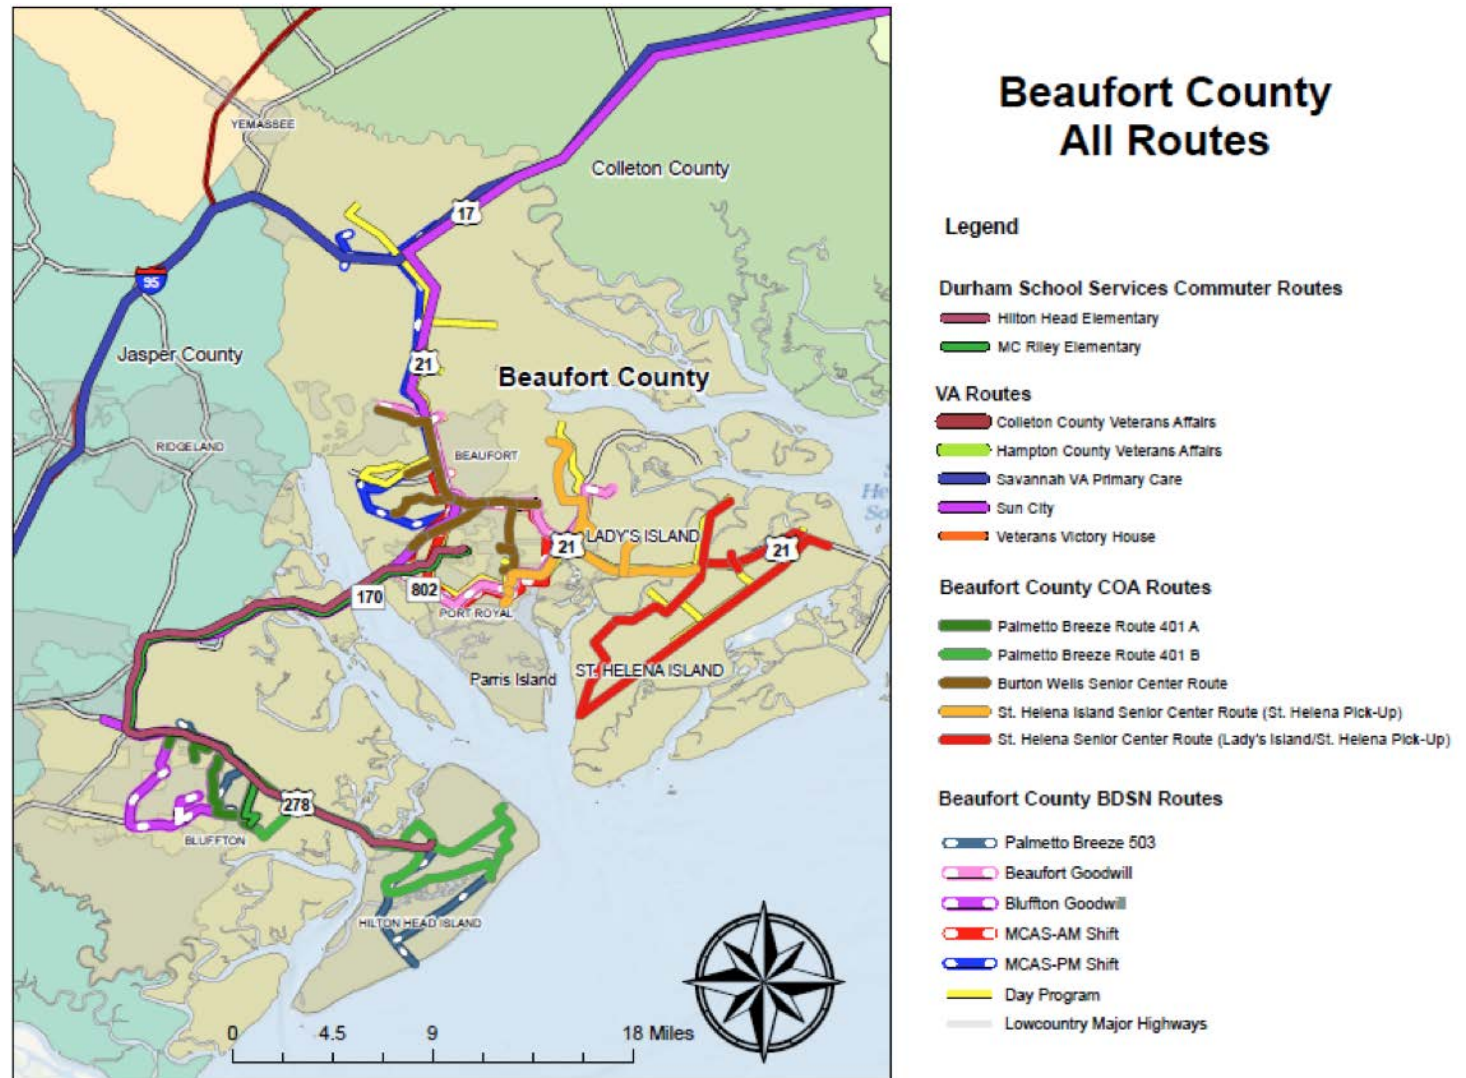 Beaufort County
All Routes
Legend
Durham School Services Commuter Routes
Hilton Head Elementary
MC Riley Elementary
VA Routes
Colleton County Veterans Affairs
Hampton County Veterans Affairs
Savannah VA Primary Care
Sun City
Veterans Victory House
Beaufort County COA Routes
Palmetto Breeze Route 401 A
Palmetto Breeze Route 401 B
Burton Wells Senior Center Route
St. Helena Island Senior Center Route (St. Helena Pick-Up)
St. Helena Senior Center Route (Lady's Island/St. Helena Pick-Up)
Beaufort County BDSN Routes
Palmetto Breeze 503
Beaufort Goodwill
Bluffton Goodwill
MCAS-AM Shift
MCAS-PM Shift
Day Program
Lowcountry Major Highways
YEMASSEE
Colleton County
17
95
Jasper County
21
Beaufort County
RIDGELAND
BEAUFORT
LADY'S ISLAND
21
21
170
802
PORT ROYAL
Parris Island
ST. HELENA ISLAND
278
BLUFFTON
HILTON HEAD ISLAND
0 4.5 9 18 Miles